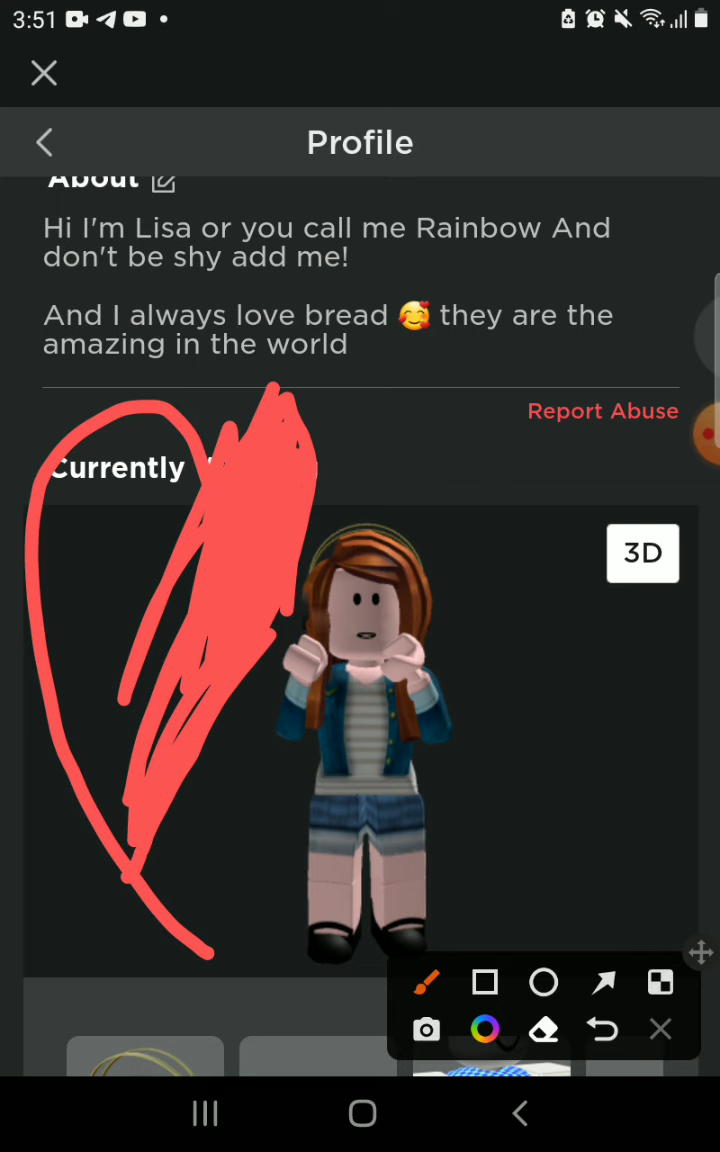 3:51
Profile
About
Hi I'm Lisa or you call me Rainbow And
don't be shy add me!
And I always love bread 🥰 they are the
amazing in the world
Report Abuse
Currently
3D